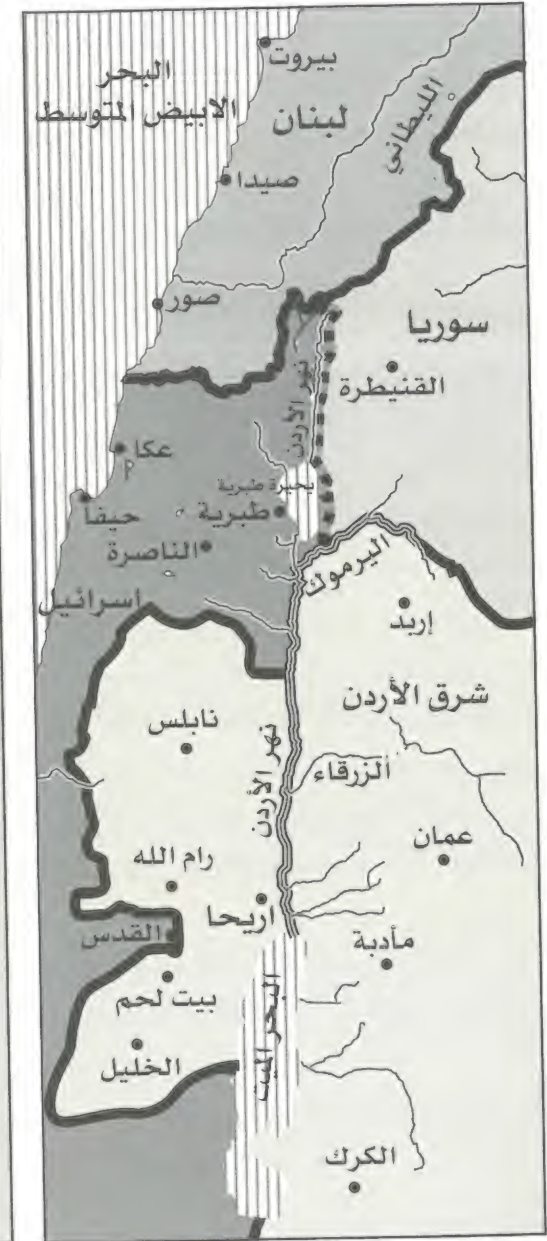 بيروت
البحر
الابيض المتوسط
لبنان
الليطاني
صيدا
صور
سوريا
القنيطرة
نهر الأردن
عكا
بحيرة طبرية
طبرية
حيفا
الناصرة
اليرموك
اسرائيل
إربد
شرق الأردن
نابلس
نهر الأردن
الزرقاء
عمان
رام الله
اريحا
القدس
مأدبة
بيت لحم
البحر الميت
الخليل
الكرك